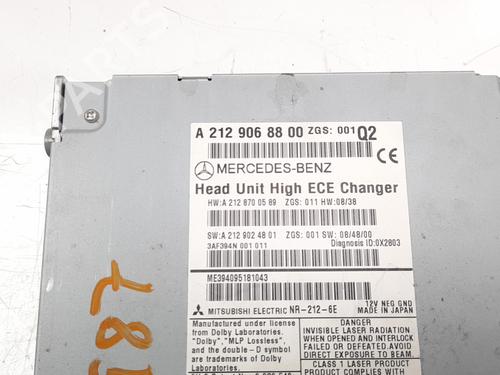 A 212 906 88 00 ZGS: 001 Q2
MERCEDES-BENZ
CE
Head Unit High ECE Changer
HW:A 212 870 05 89 ZGS: 011 HW:08/38
SW:A 212 902 48 01 ZGS: 001 SW: 08/48/00
3AF394N 001 011 Diagnosis ID:0X2803
ME394095181043
MITSUBISHI ELECTRIC NR-212-6E
12V NEG GND
MADE IN JAPAN
Manufactured under license
from Dolby Laboratories.
"Dolby", "MLP Lossless",
and the double-D symbol
are trademarks of Dolby
Laboratories.
DANGER
INVISIBLE LASER RADIATION
WHEN OPENED AND INTERLOCK
FAILED OR DEFEATED.
AVOID DIRECT EXPOSURE
TO BEAM
CLASS 1 LASER PRODUCT